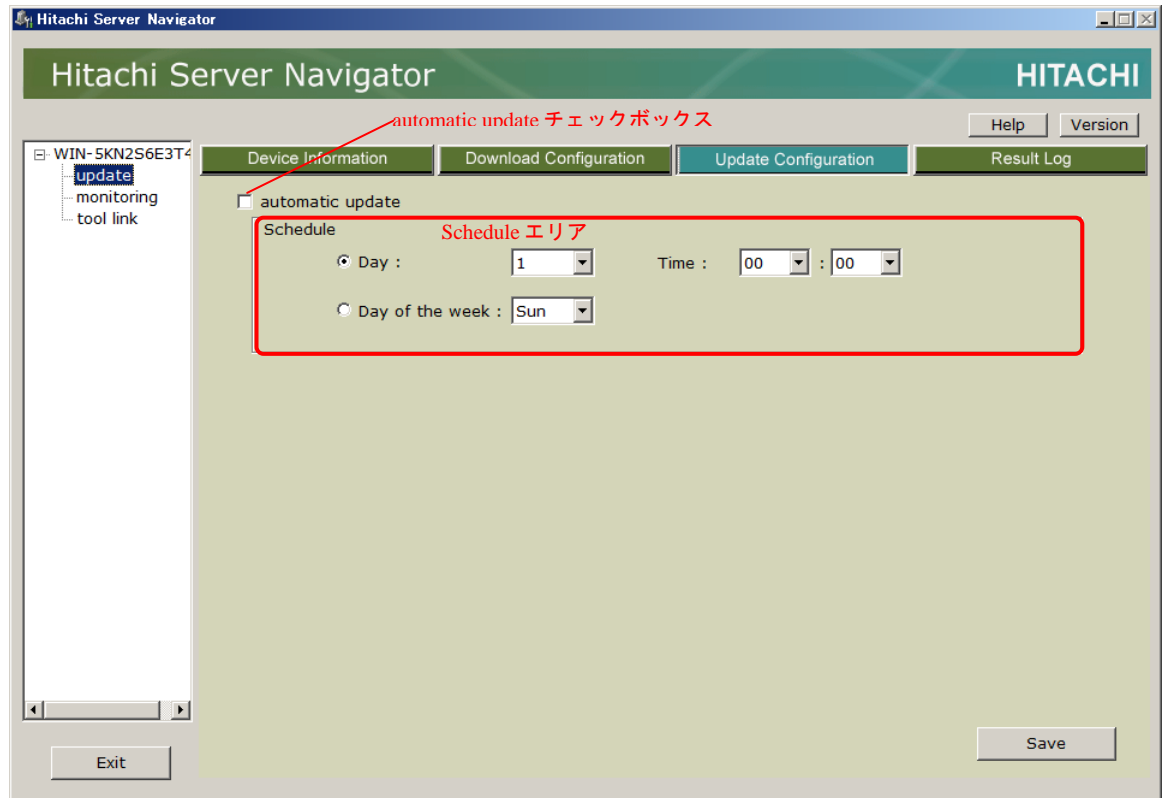 Hitachi Server Navigator
Hitachi Server Navigator
HITACHI
automatic update チェックボックス
Help
Version
WIN-5KN2S6E3T4
update
monitoring
tool link
Device Information
Download Configuration
Update Configuration
Result Log
automatic update
Schedule
Schedule エリア
Day :
1
Time :
00 : 00
Day of the week :
Sun
Save
Exit